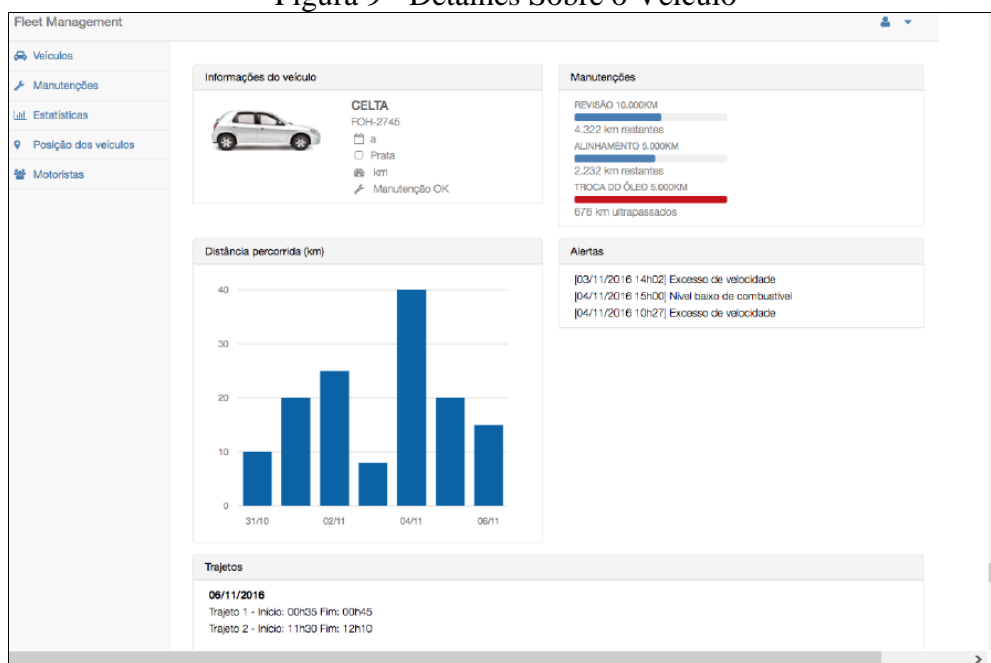 Figura 9 - Detalhes Sobre o Veículo
Fleet Management
Veículos
Manutenções
Estatísticas
Posição dos veículos
Motoristas
Informações do veículo
CELTA
FOH-2745
a
Prata
km
Manutenção OK
Manutenções
REVISÃO 10.000KM
4.322 km restantes
ALINHAMENTO 5.000KM
2.232 km restantes
TROCA DO ÓLEO 5.000KM
678 km ultrapassados
Distância percorrida (km)
40
30
20
10
0
31/10 02/11 04/11 06/11
Alertas
[03/11/2016 14h02] Excesso de velocidade
[04/11/2016 15h00] Nível baixo de combustível
[04/11/2016 10h27] Excesso de velocidade
Trajetos
06/11/2016
Trajeto 1 - Início: 00h35 Fim: 00h45
Trajeto 2 - Início: 11h30 Fim: 12h10